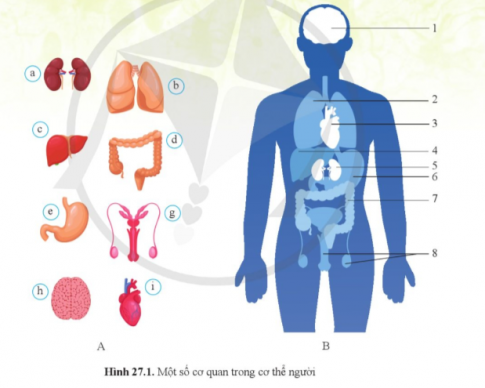 a
b
c
d
e
g
h
i
1
2
3
4
5
6
7
8
A
B
Hình 27.1. Một số cơ quan trong cơ thể người